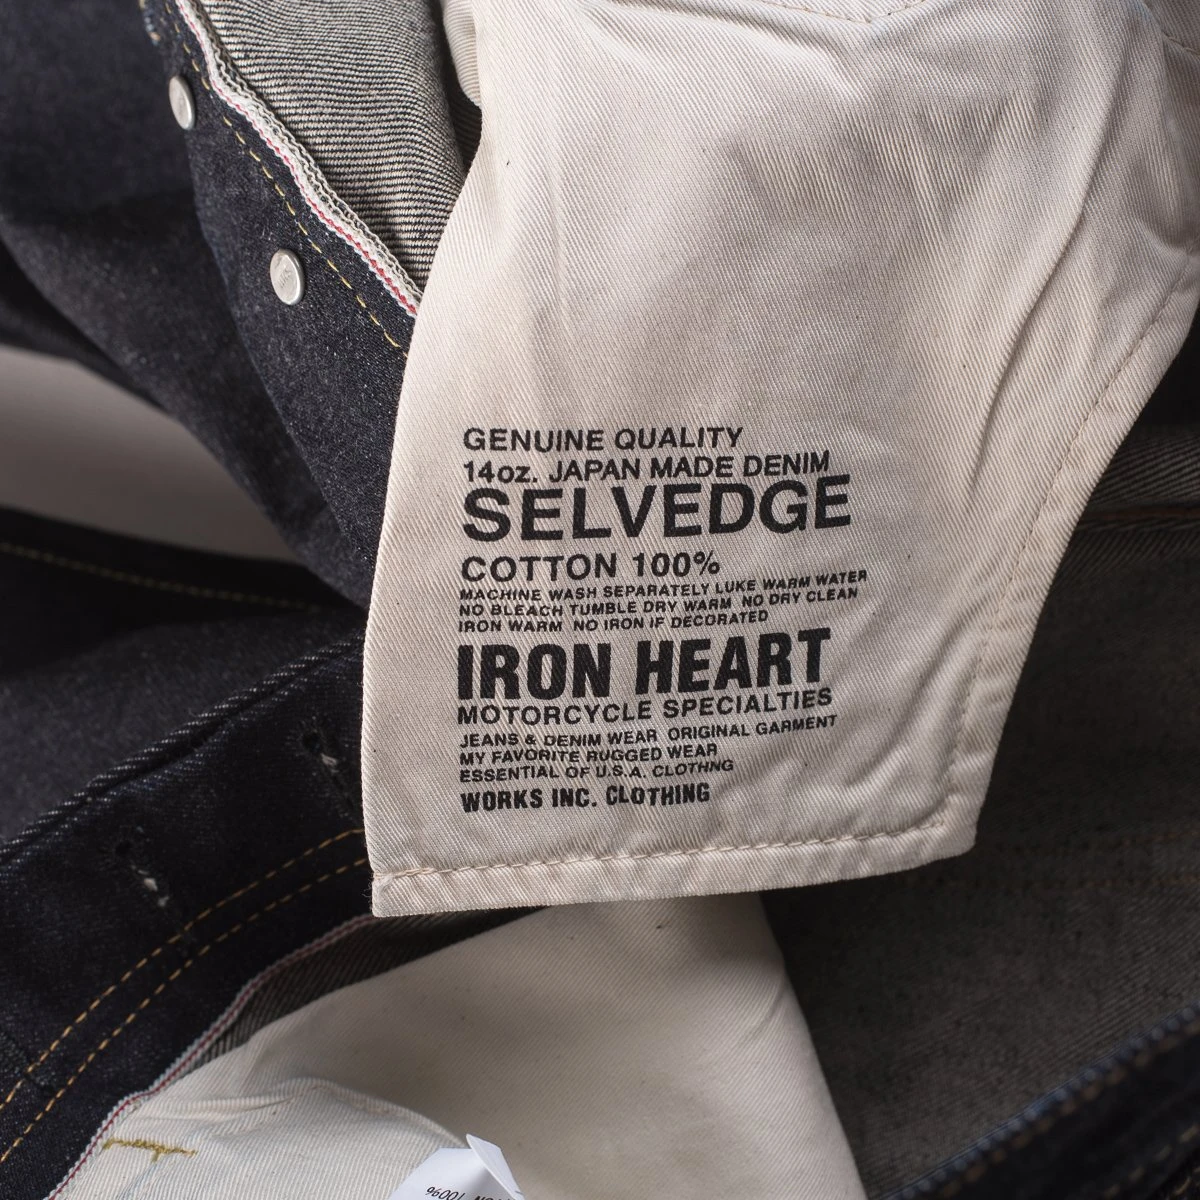 GENUINE QUALITY
14oz. JAPAN MADE DENIM
SELVEDGE
COTTON 100%
MACHINE WASH SEPARATELY LUKE WARM WATER
NO BLEACH TUMBLE DRY WARM NO DRY CLEAN
IRON WARM NO IRON IF DECORATED
IRON HEART
MOTORCYCLE SPECIALTIES
JEANS & DENIM WEAR ORIGINAL GARMENT
MY FAVORITE RUGGED WEAR
ESSENTIAL OF U.S.A. CLOTHNG
WORKS INC. CLOTHING
100%